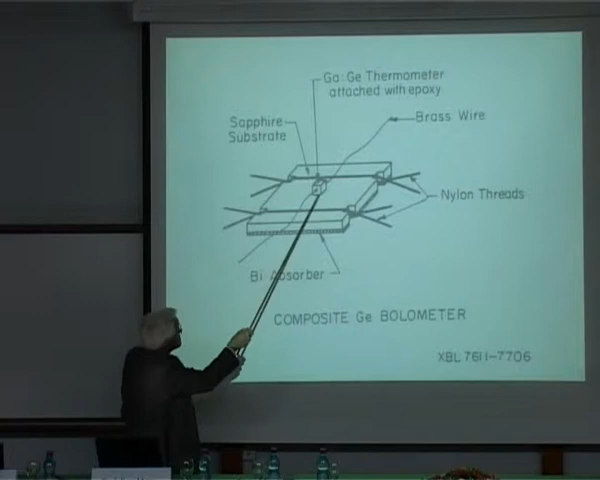 Ga:Ge Thermometer
attached with epoxy
Sapphire
Substrate
Brass Wire
Nylon Threads
Bi Absorber
COMPOSITE Ge BOLOMETER
XBL 7611-7706